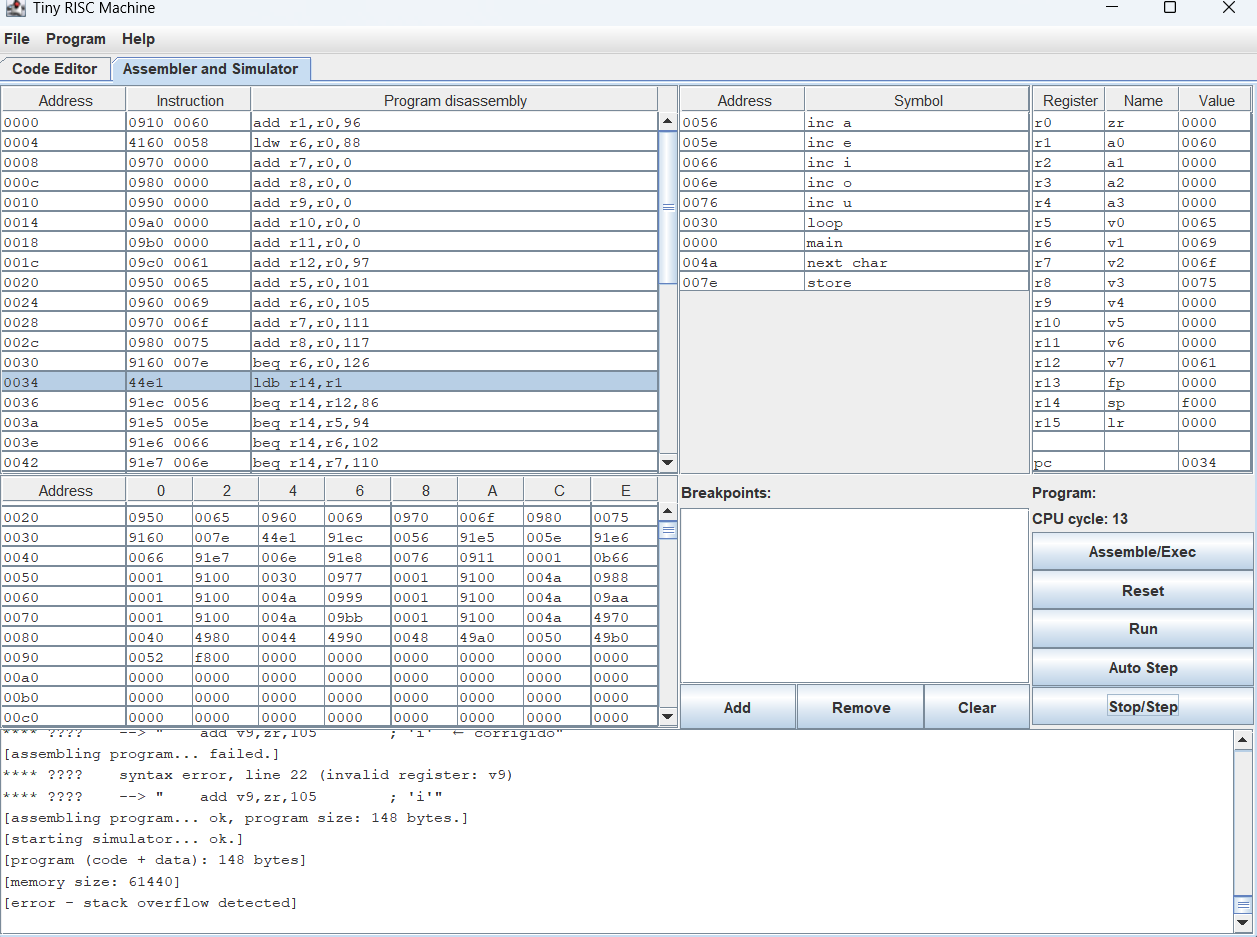 Tiny RISC Machine
File Program Help
Code Editor Assembler and Simulator
Address Instruction Program disassembly
0000 0910 0060 add r1,r0,96
0004 4160 0058 ldw r6,r0,88
0008 0970 0000 add r7,r0,0
000c 0980 0000 add r8,r0,0
0010 0990 0000 add r9,r0,0
0014 09a0 0000 add r10,r0,0
0018 09b0 0000 add r11,r0,0
001c 09c0 0061 add r12,r0,97
0020 0950 0065 add r5,r0,101
0024 0960 0069 add r6,r0,105
0028 0970 006f add r7,r0,111
002c 0980 0075 add r8,r0,117
0030 9160 007e beq r6,r0,126
0034 44e1 ldb r14,r1
0036 91ec 0056 beq r14,r12,86
003a 91e5 005e beq r14,r5,94
003e 91e6 0066 beq r14,r6,102
0042 91e7 006e beq r14,r7,110
Address Symbol
0056 inc a
005e inc e
0066 inc i
006e inc o
0076 inc u
0030 loop
0000 main
004a next char
007e store
Register Name Value
r0 zr 0000
r1 a0 0060
r2 a1 0000
r3 a2 0000
r4 a3 0000
r5 v0 0065
r6 v1 0069
r7 v2 006f
r8 v3 0075
r9 v4 0000
r10 v5 0000
r11 v6 0000
r12 v7 0061
r13 fp 0000
r14 sp f000
r15 lr 0000
pc 0034
Address 0 2 4 6 8 A C E
0020 0950 0065 0960 0069 0970 006f 0980 0075
0030 9160 007e 44e1 91ec 0056 91e5 005e 91e6
0040 0066 91e7 006e 91e8 0076 0911 0001 0b66
0050 0001 9100 0030 0977 0001 9100 004a 0988
0060 0001 9100 004a 0999 0001 9100 004a 09aa
0070 0001 9100 004a 09bb 0001 9100 004a 4970
0080 0040 4980 0044 4990 0048 49a0 0050 49b0
0090 0052 f800 0000 0000 0000 0000 0000 0000
00a0 0000 0000 0000 0000 0000 0000 0000 0000
00b0 0000 0000 0000 0000 0000 0000 0000 0000
00c0 0000 0000 0000 0000 0000 0000 0000 0000
Breakpoints:
Add Remove Clear
Program:
CPU cycle: 13
Assemble/Exec
Reset
Run
Auto Step
Stop/Step
**** ???? --> " add v9,zr,105 ; 'i' ← corrigido"
[assembling program... failed.]
**** ???? syntax error, line 22 (invalid register: v9)
**** ???? --> " add v9,zr,105 ; 'i'"
[assembling program... ok, program size: 148 bytes.]
[starting simulator... ok.]
[program (code + data): 148 bytes]
[memory size: 61440]
[error - stack overflow detected]